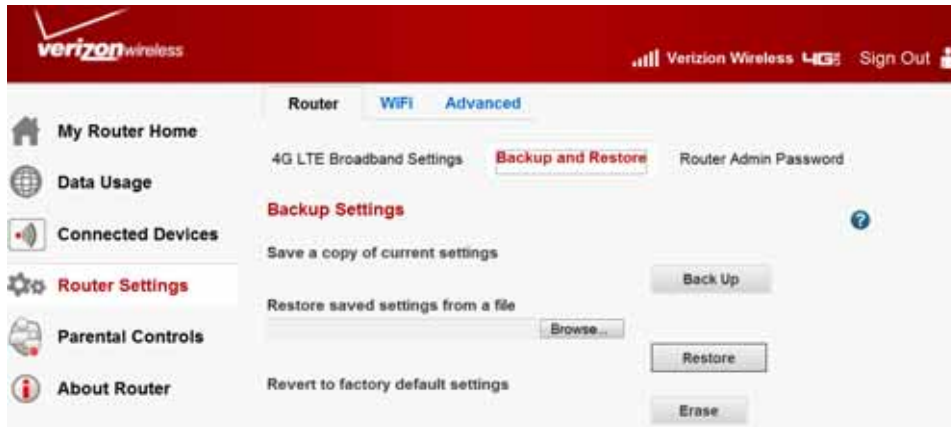 verizonwireless
Verizion Wireless 4G Sign Out
Router WiFi Advanced
My Router Home
4G LTE Broadband Settings Backup and Restore Router Admin Password
Data Usage
Backup Settings
?
Connected Devices
Save a copy of current settings
Back Up
Router Settings
Restore saved settings from a file
Browse...
Parental Controls
Restore
About Router
Revert to factory default settings
Erase